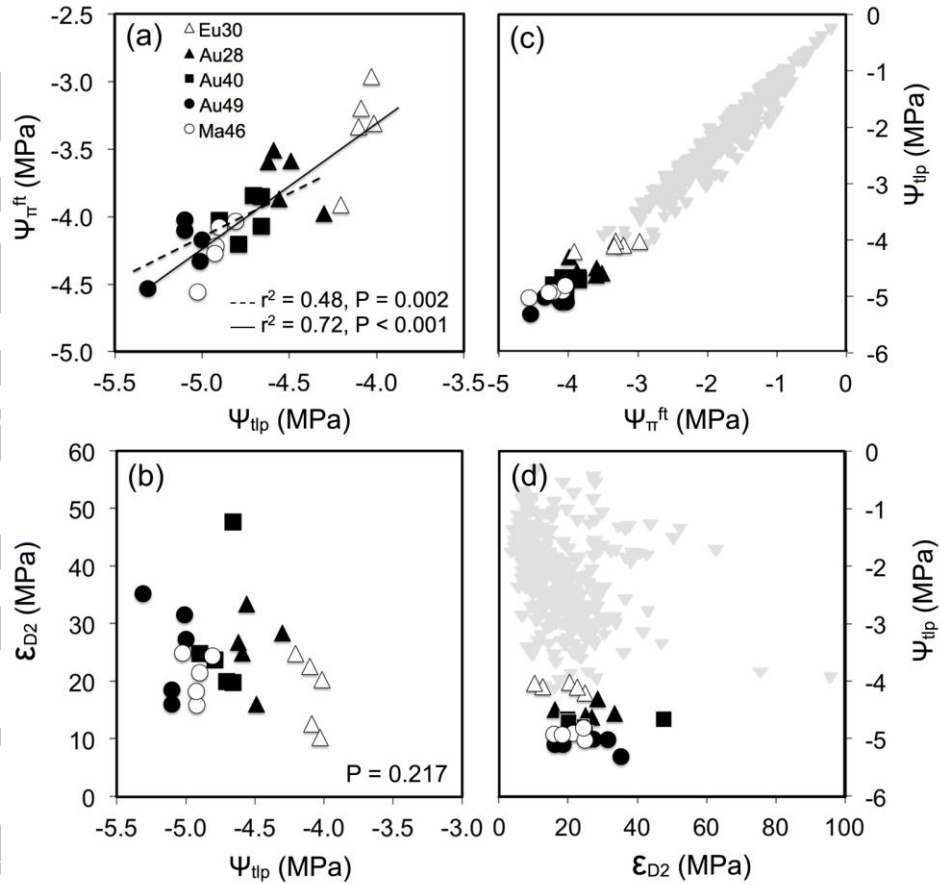 (a)
△ Eu30
▲ Au28
■ Au40
● Au49
○ Ma46
r² = 0.48, P = 0.002
r² = 0.72, P < 0.001
-2.5
-3.0
-3.5
-4.0
-4.5
-5.0
Ψπft (MPa)
-5.5 -5.0 -4.5 -4.0 -3.5
Ψtlp (MPa)
(c)
0
-1
-2
-3
-4
-5
-6
Ψtlp (MPa)
-5 -4 -3 -2 -1 0
Ψπft (MPa)
(b)
60
50
40
30
20
10
0
εD2 (MPa)
P = 0.217
-5.5 -5.0 -4.5 -4.0 -3.5 -3.0
Ψtlp (MPa)
(d)
0
-1
-2
-3
-4
-5
-6
Ψtlp (MPa)
0 20 40 60 80 100
εD2 (MPa)